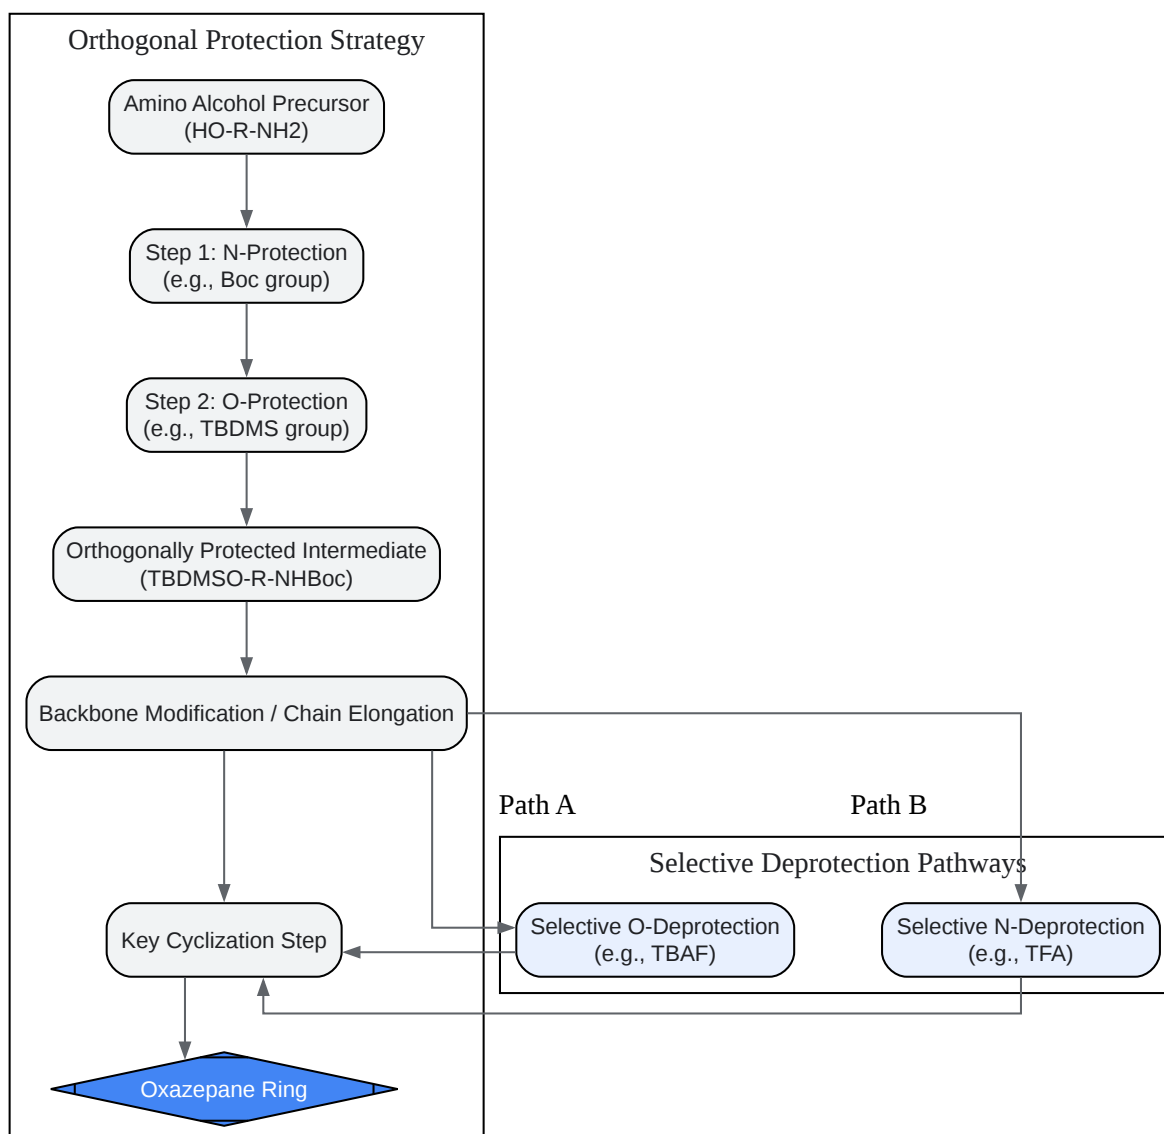 Orthogonal Protection Strategy
Amino Alcohol Precursor
(HO-R-NH2)
Step 1: N-Protection
(e.g., Boc group)
Step 2: O-Protection
(e.g., TBDMS group)
Orthogonally Protected Intermediate
(TBDMSO-R-NHBoc)
Backbone Modification / Chain Elongation
Path A
Path B
Selective Deprotection Pathways
Key Cyclization Step
Selective O-Deprotection
(e.g., TBAF)
Selective N-Deprotection
(e.g., TFA)
Oxazepane Ring